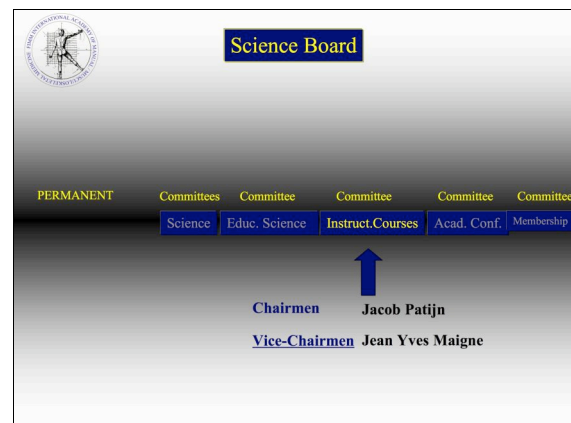 Science Board
PERMANENT Committees Committee Committee Committee Committee
Science Educ. Science Instruct.Courses Acad. Conf. Membership
Chairmen Jacob Patijn
Vice-Chairmen Jean Yves Maigne